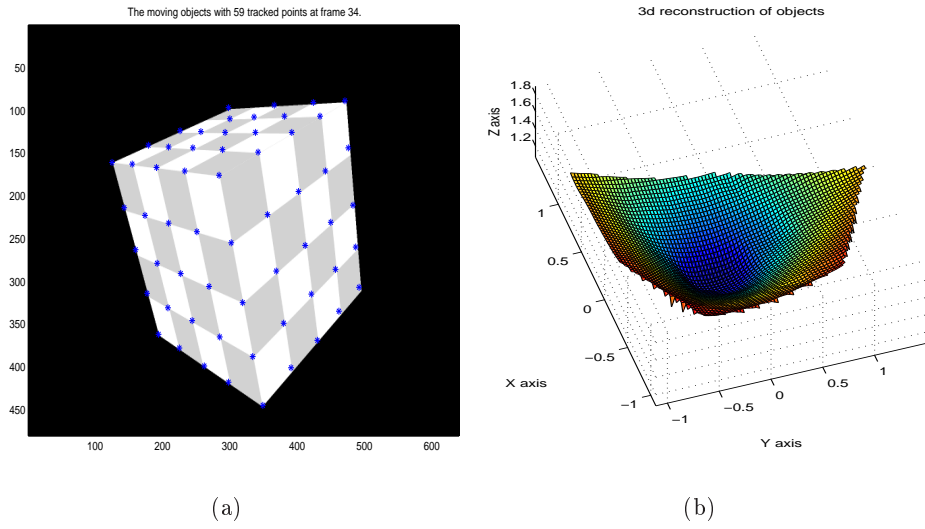 The moving objects with 59 tracked points at frame 34.
50
100
150
200
250
300
350
400
450
100 200 300 400 500 600
(a)
3d reconstruction of objects
Z axis
1.8
1.6
1.4
1.2
1
0.5
0
−0.5
−1
X axis
−1 −0.5 0 0.5 1
Y axis
(b)